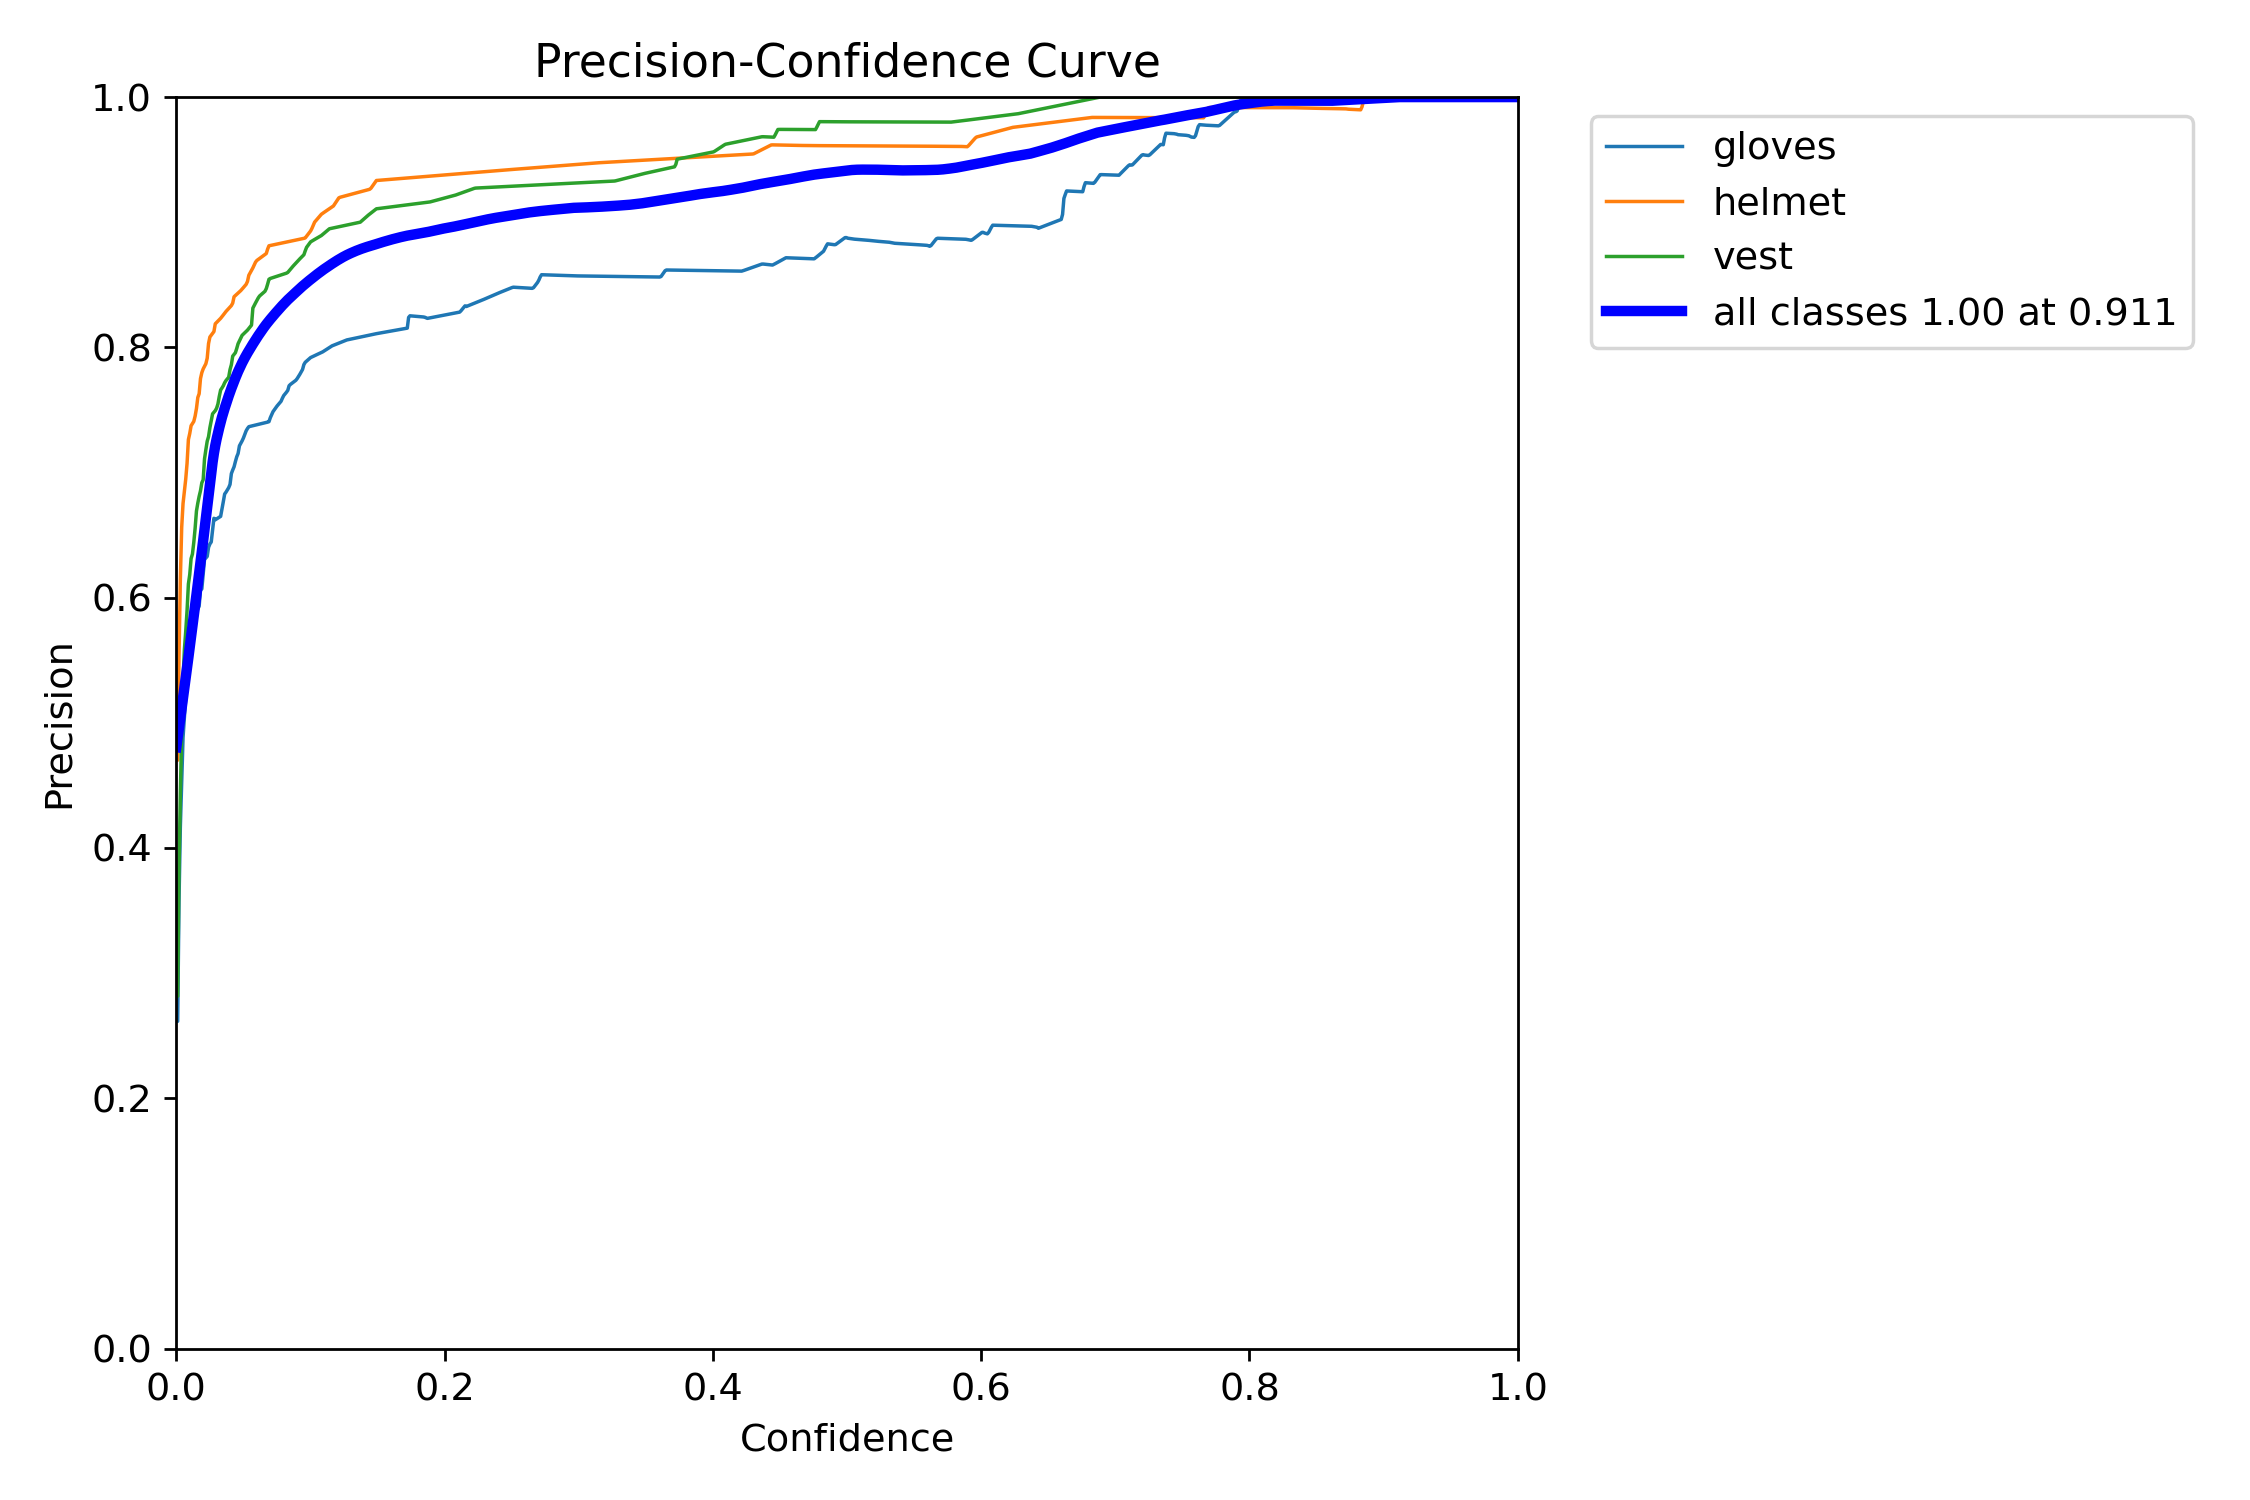 Precision-Confidence Curve
1.0
0.8
0.6
0.4
0.2
0.0
Precision
0.0 0.2 0.4 0.6 0.8 1.0
Confidence
gloves
helmet
vest
all classes 1.00 at 0.911